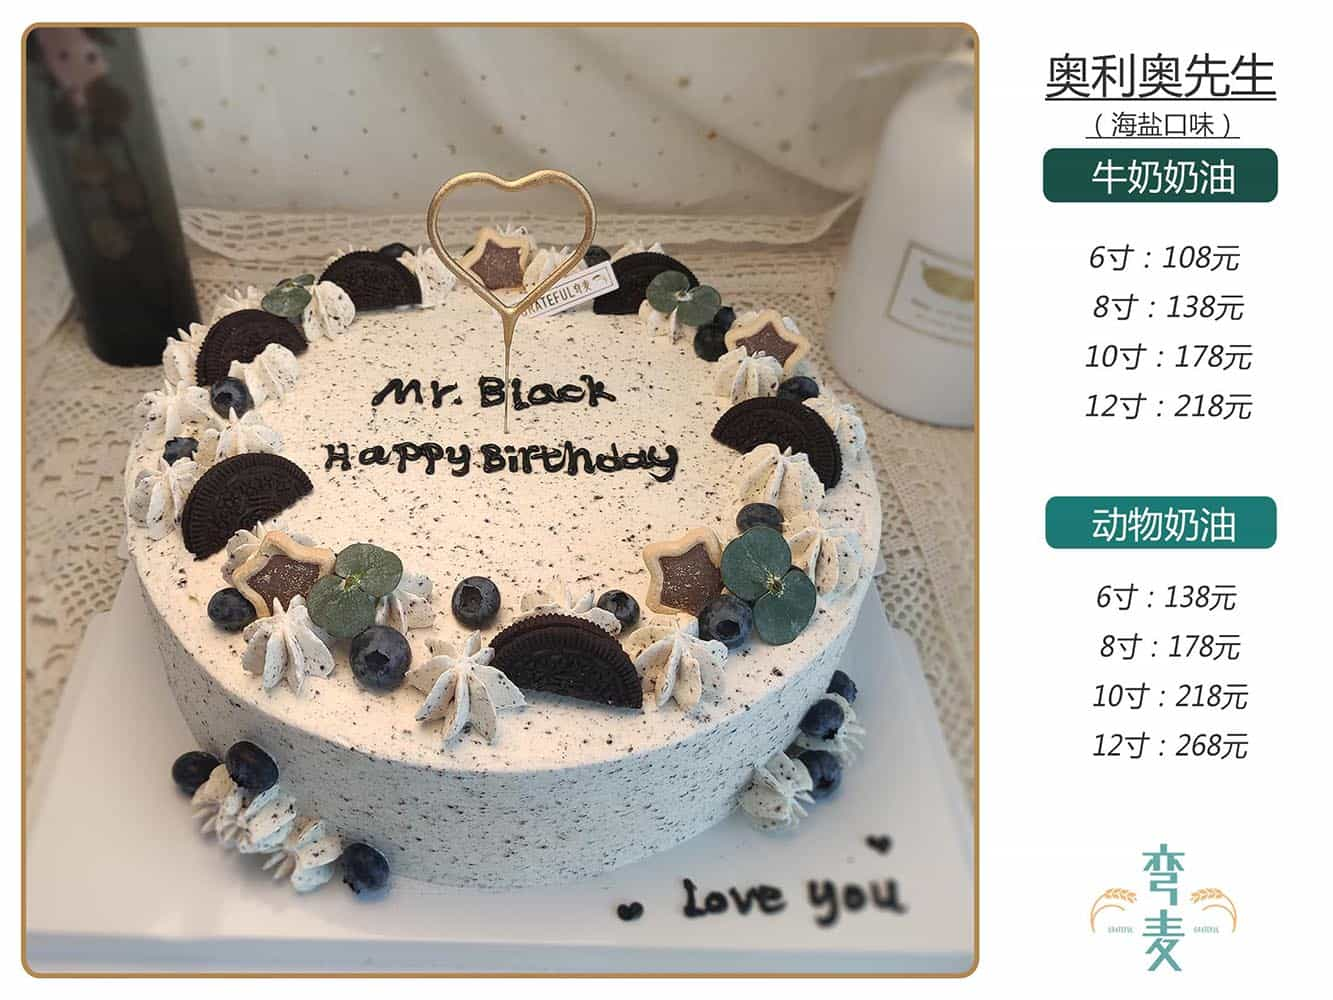 奥利奥先生
（海盐口味）
牛奶奶油
6寸：108元
8寸：138元
10寸：178元
12寸：218元
动物奶油
6寸：138元
8寸：178元
10寸：218元
12寸：268元
GRATEFUL
Mr. Black
Happy Birthday
Love you
弯麦
GRATEFUL GRATEFUL